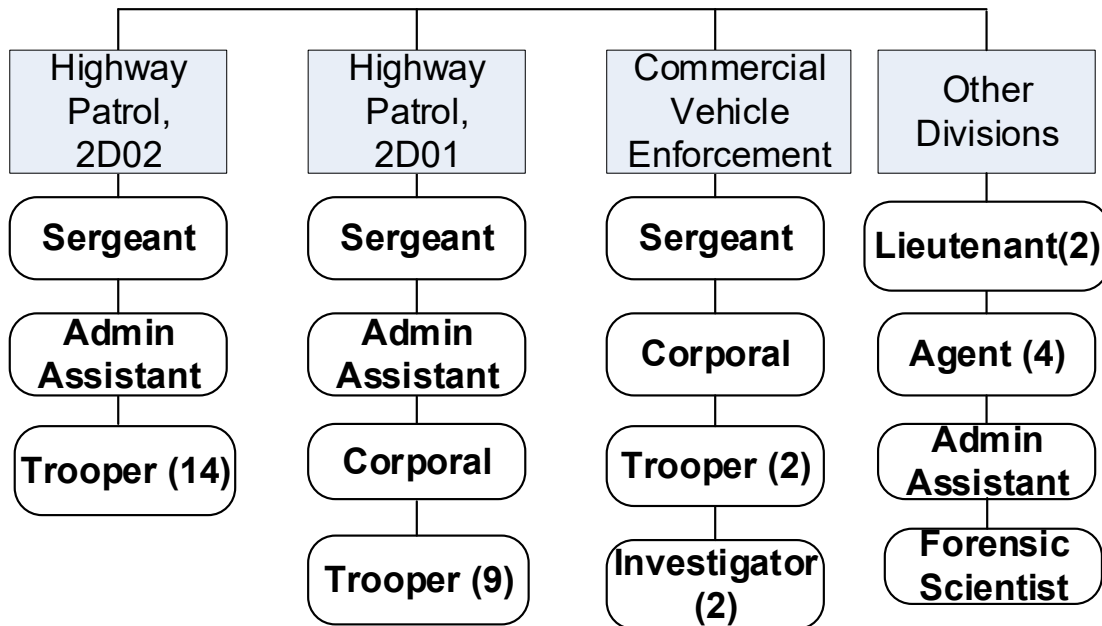 Highway
Patrol,
2D02
Sergeant
Admin
Assistant
Trooper (14)
Highway
Patrol,
2D01
Sergeant
Admin
Assistant
Corporal
Trooper (9)
Commercial
Vehicle
Enforcement
Sergeant
Corporal
Trooper (2)
Investigator
(2)
Other
Divisions
Lieutenant(2)
Agent (4)
Admin
Assistant
Forensic
Scientist